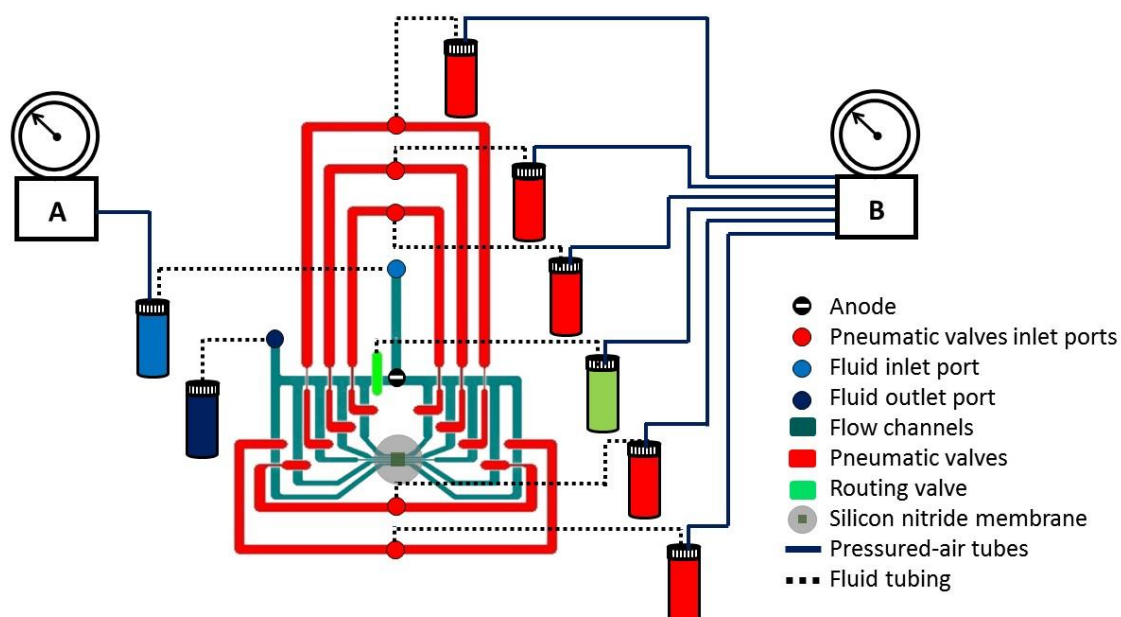 A
B
Anode
Pneumatic valves inlet ports
Fluid inlet port
Fluid outlet port
Flow channels
Pneumatic valves
Routing valve
Silicon nitride membrane
Pressured-air tubes
Fluid tubing